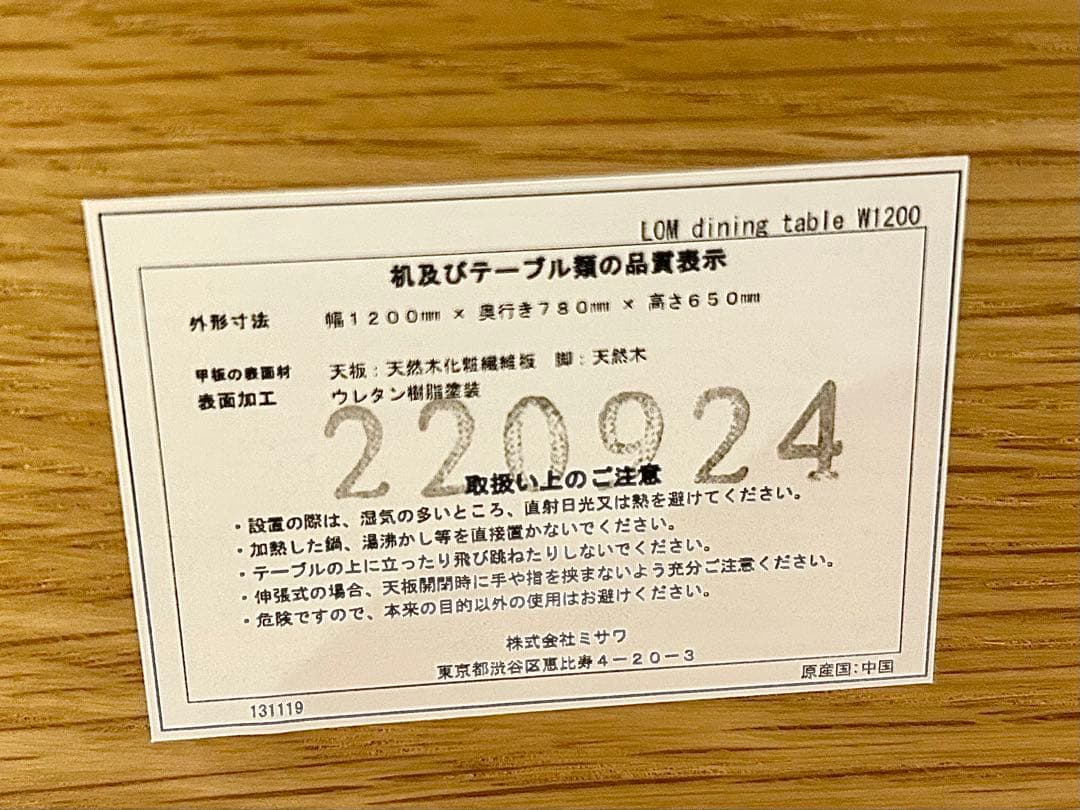 LOM dining table W1200
机及びテーブル類の品質表示
外形寸法 幅1200㎜ × 奥行き780㎜ × 高さ650㎜
甲板の表面材 天板：天然木化粧繊維板 脚：天然木
表面加工 ウレタン樹脂塗装
220924
取扱い上のご注意
・設置の際は、湿気の多いところ、直射日光又は熱を避けてください。
・加熱した鍋、湯沸かし等を直接置かないでください。
・テーブルの上に立ったり飛び跳ねたりしないでください。
・伸張式の場合、天板開閉時に手や指を挟まないよう充分ご注意ください。
・危険ですので、本来の目的以外の使用はお避けください。
株式会社ミサワ
東京都渋谷区恵比寿4－20－3
原産国：中国
131119